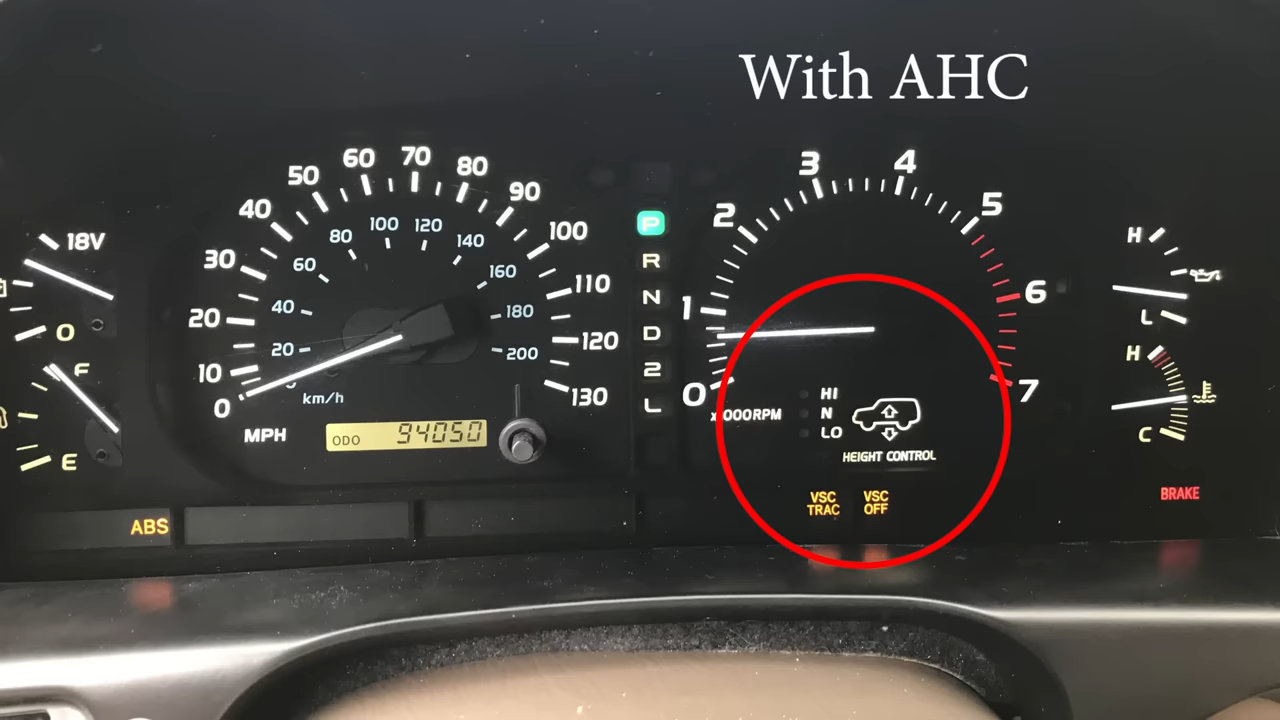 With AHC
18V
O
F
E
ABS
0
10
20
30
40
50
60
70
80
90
100
110
120
130
20
40
60
80
100
120
140
160
180
200
km/h
MPH
ODO 94050
P
R
N
D
2
L
0
1
2
3
4
5
6
7
x1000RPM
HI
N
LO
HEIGHT CONTROL
VSC
TRAC
VSC
OFF
H
L
H
C
BRAKE